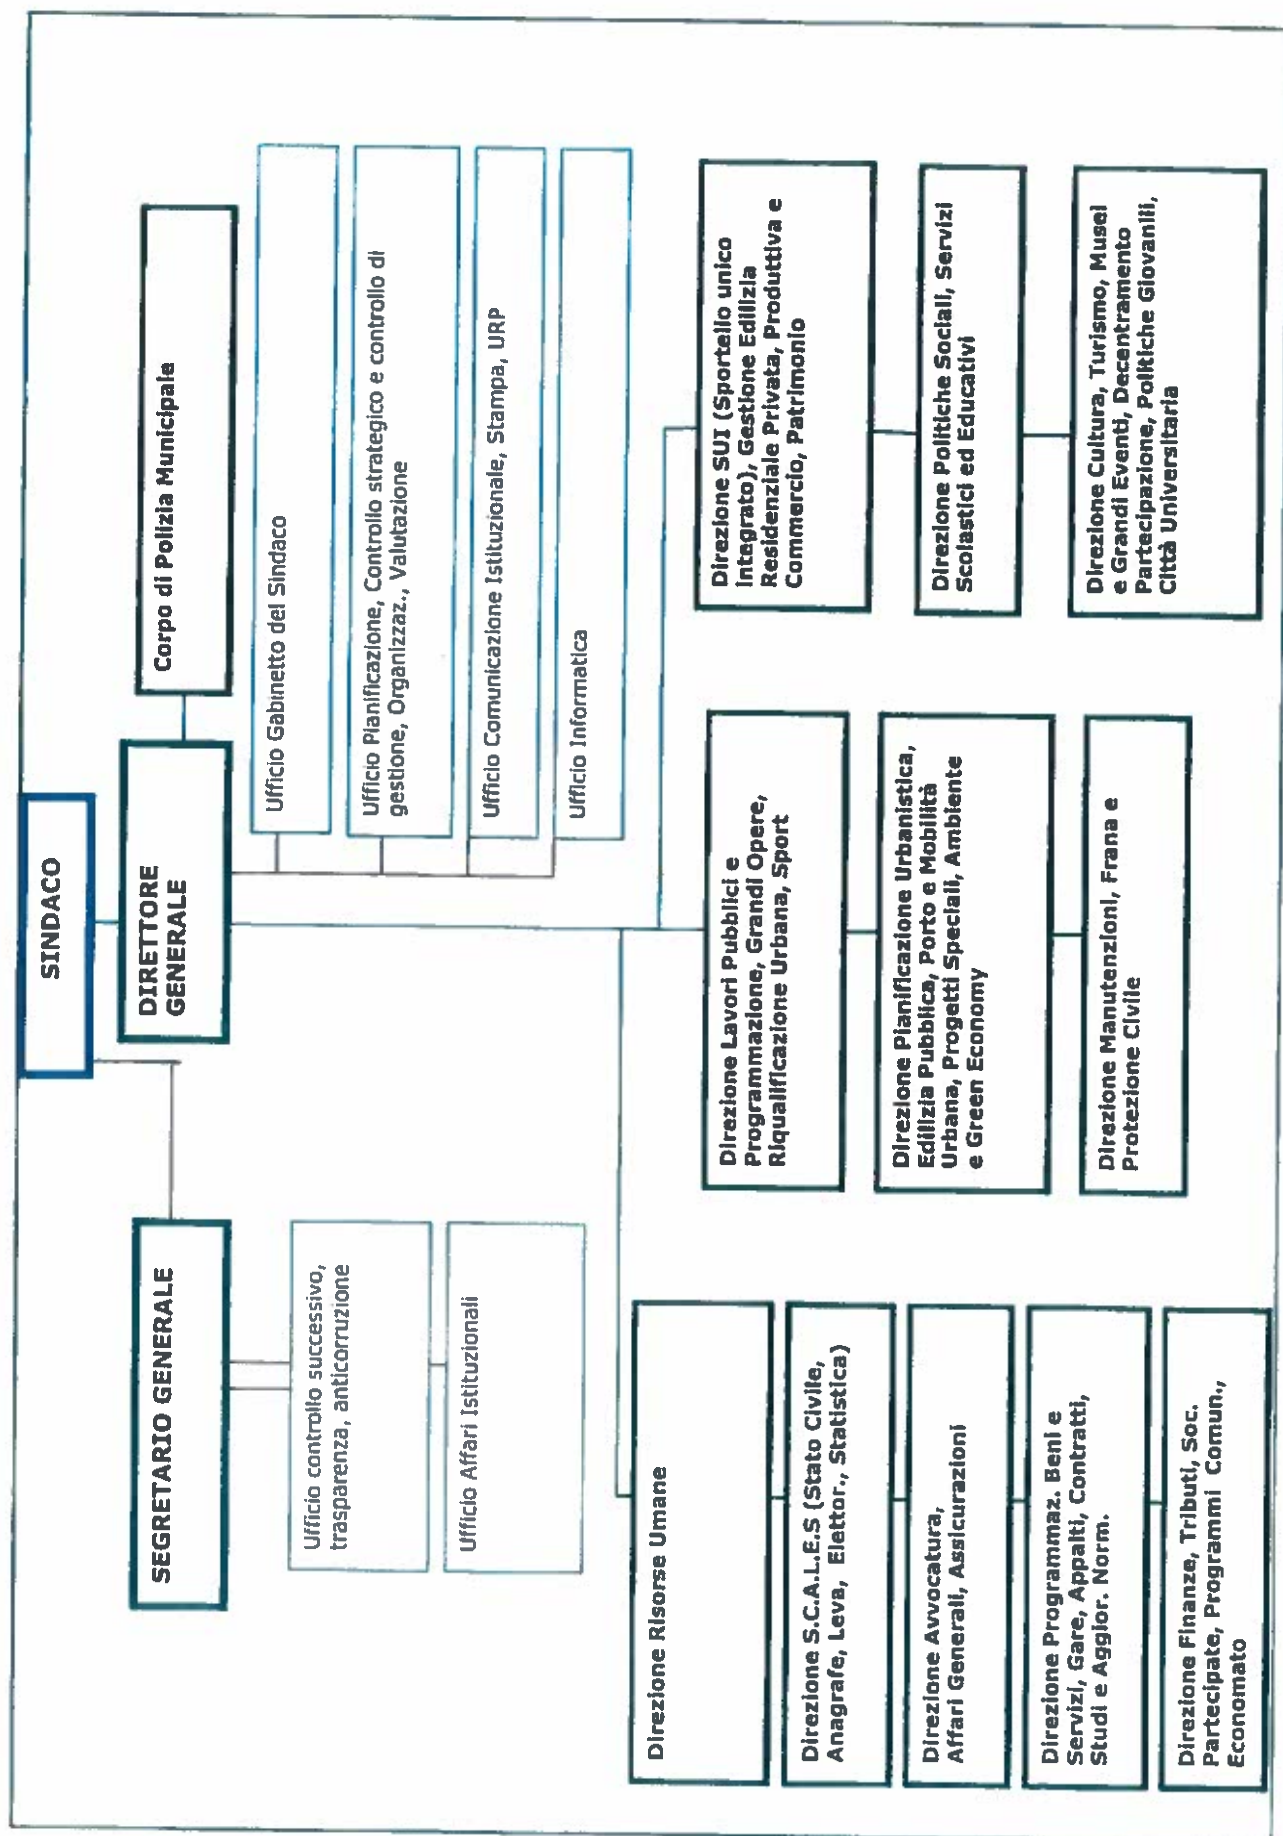 SINDACO
DIRETTORE
GENERALE
Corpo di Polizia Municipale
SEGRETARIO GENERALE
Ufficio controllo successivo,
trasparenza, anticorruzione
Ufficio Affari Istituzionali
Ufficio Gabinetto del Sindaco
Ufficio Pianificazione, Controllo strategico e controllo di
gestione, Organizzaz., Valutazione
Ufficio Comunicazione Istituzionale, Stampa, URP
Ufficio Informatica
Direzione Risorse Umane
Direzione S.C.A.L.E.S (Stato Civile,
Anagrafe, Leva, Elettor., Statistica)
Direzione Avvocatura,
Affari Generali, Assicurazioni
Direzione Programmaz. Beni e
Servizi, Gare, Appalti, Contratti,
Studi e Aggior. Norm.
Direzione Finanze, Tributi, Soc.
Partecipate, Programmi Comun.,
Economato
Direzione Lavori Pubblici e
Programmazione, Grandi Opere,
Riqualificazione Urbana, Sport
Direzione Pianificazione Urbanistica,
Edilizia Pubblica, Porto e Mobilità
Urbana, Progetti Speciali, Ambiente
e Green Economy
Direzione Manutenzioni, Frana e
Protezione Civile
Direzione SUI (Sportello unico
Integrato), Gestione Edilizia
Residenziale Privata, Produttiva e
Commercio, Patrimonio
Direzione Politiche Sociali, Servizi
Scolastici ed Educativi
Direzione Cultura, Turismo, Musei
e Grandi Eventi, Decentramento
Partecipazione, Politiche Giovanili,
Città Universitaria